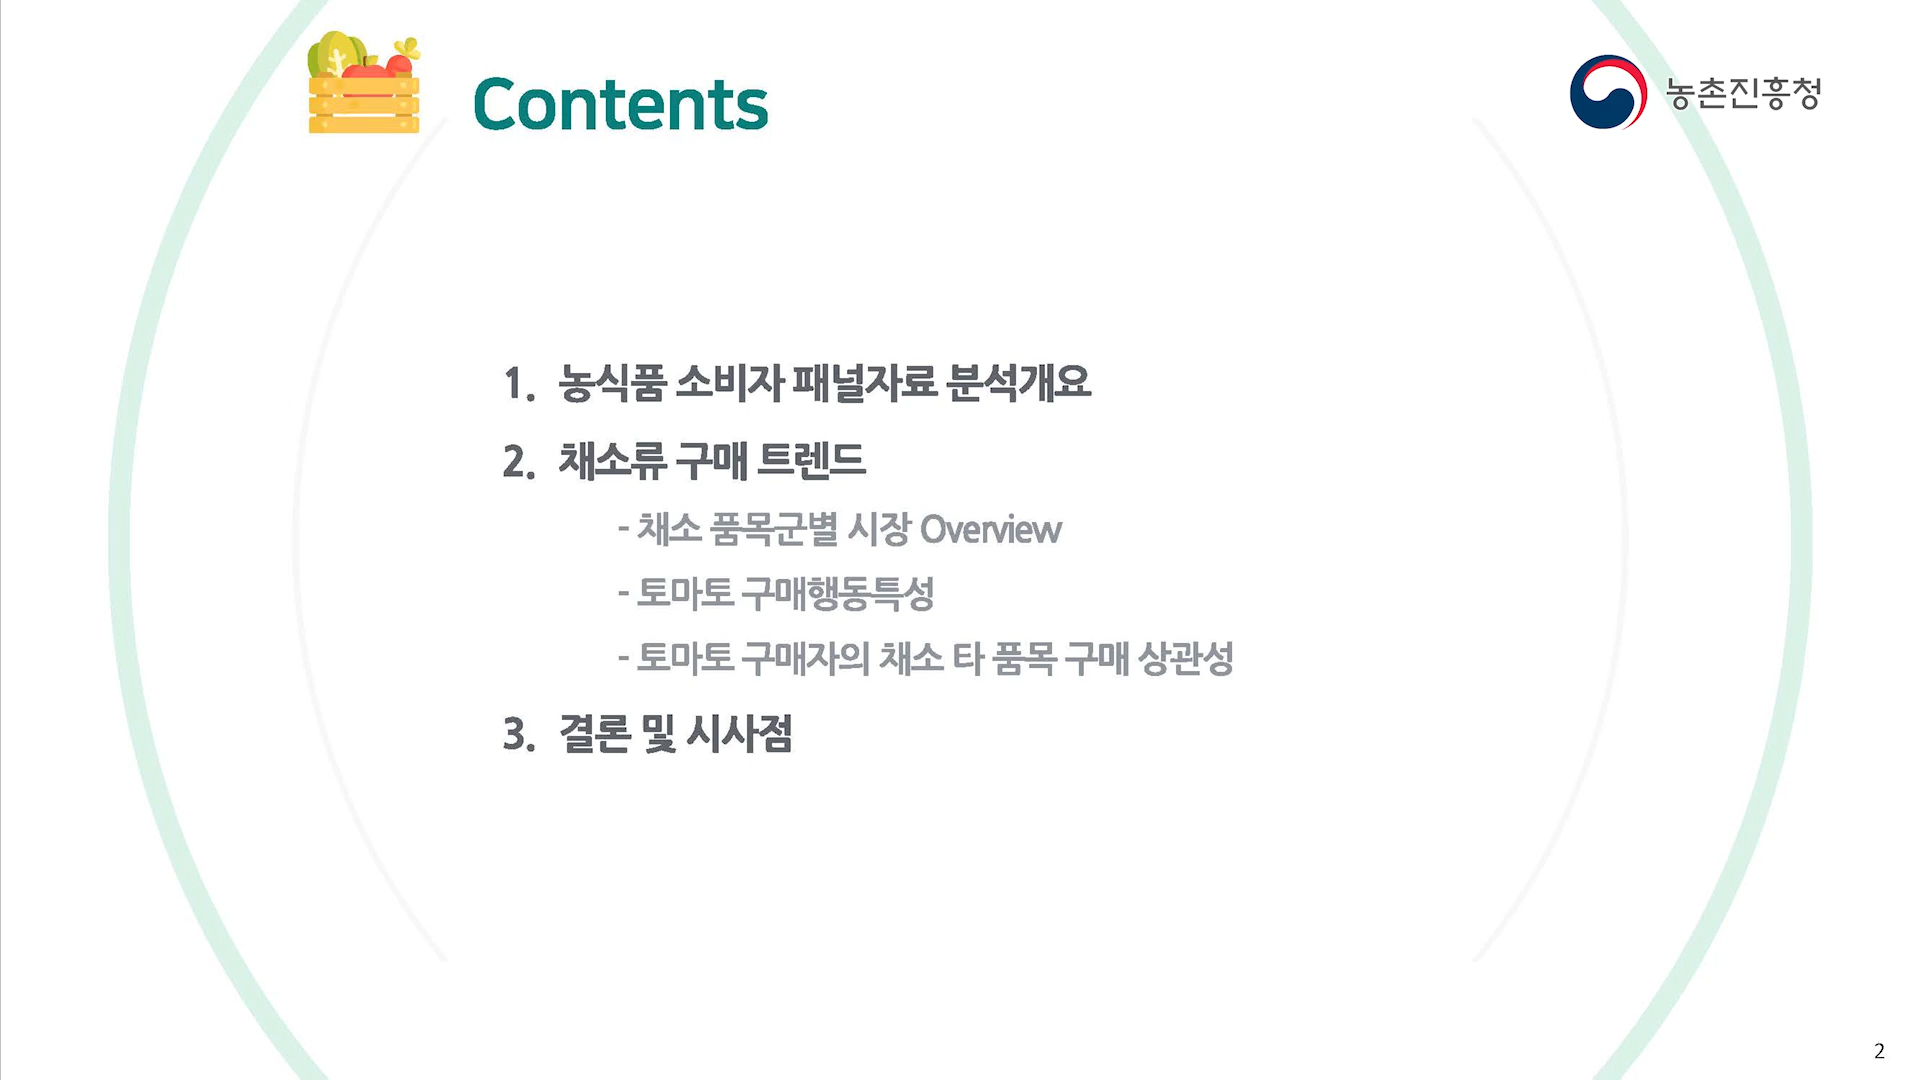 Contents
농촌진흥청
1. 농식품 소비자 패널자료 분석개요
2. 채소류 구매 트렌드
- 채소 품목군별 시장 Overview
- 토마토 구매행동특성
- 토마토 구매자의 채소 타 품목 구매 상관성
3. 결론 및 시사점
2